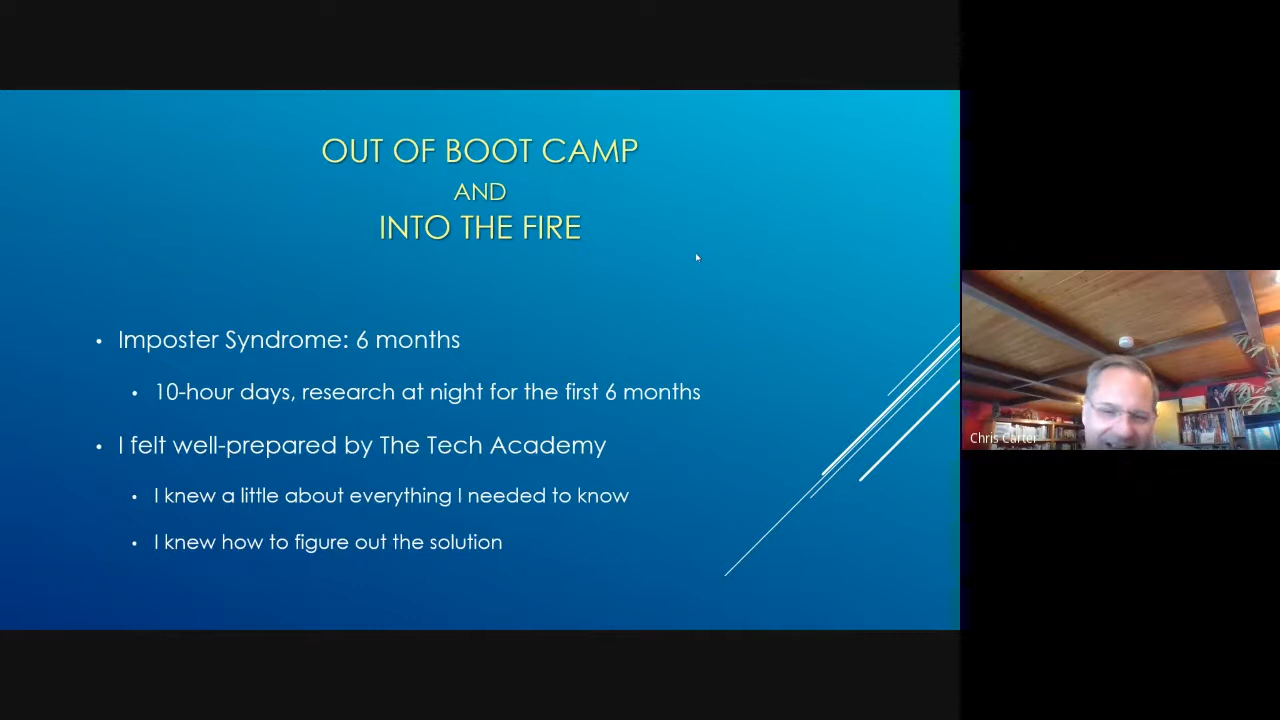 OUT OF BOOT CAMP
AND
INTO THE FIRE
• Imposter Syndrome: 6 months
• 10-hour days, research at night for the first 6 months
• I felt well-prepared by The Tech Academy
• I knew a little about everything I needed to know
• I knew how to figure out the solution
Chris Carter